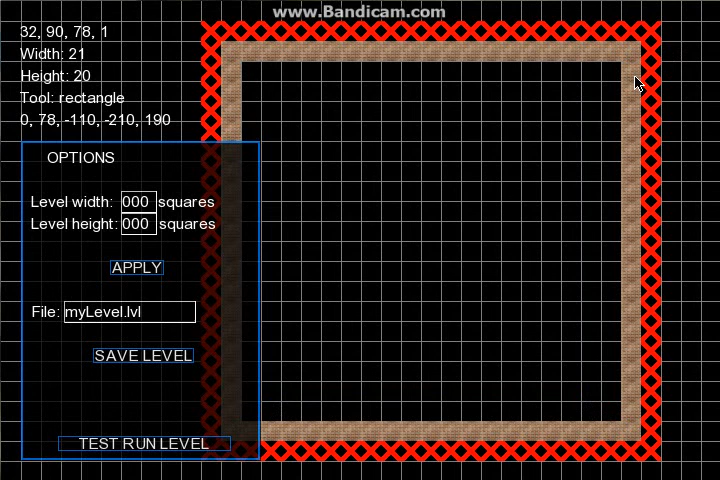 www.Bandicam.com
32, 90, 78, 1
Width: 21
Height: 20
Tool: rectangle
0, 78, -110, -210, 190
OPTIONS
Level width: 000 squares
Level height: 000 squares
APPLY
File: myLevel.lvl
SAVE LEVEL
TEST RUN LEVEL